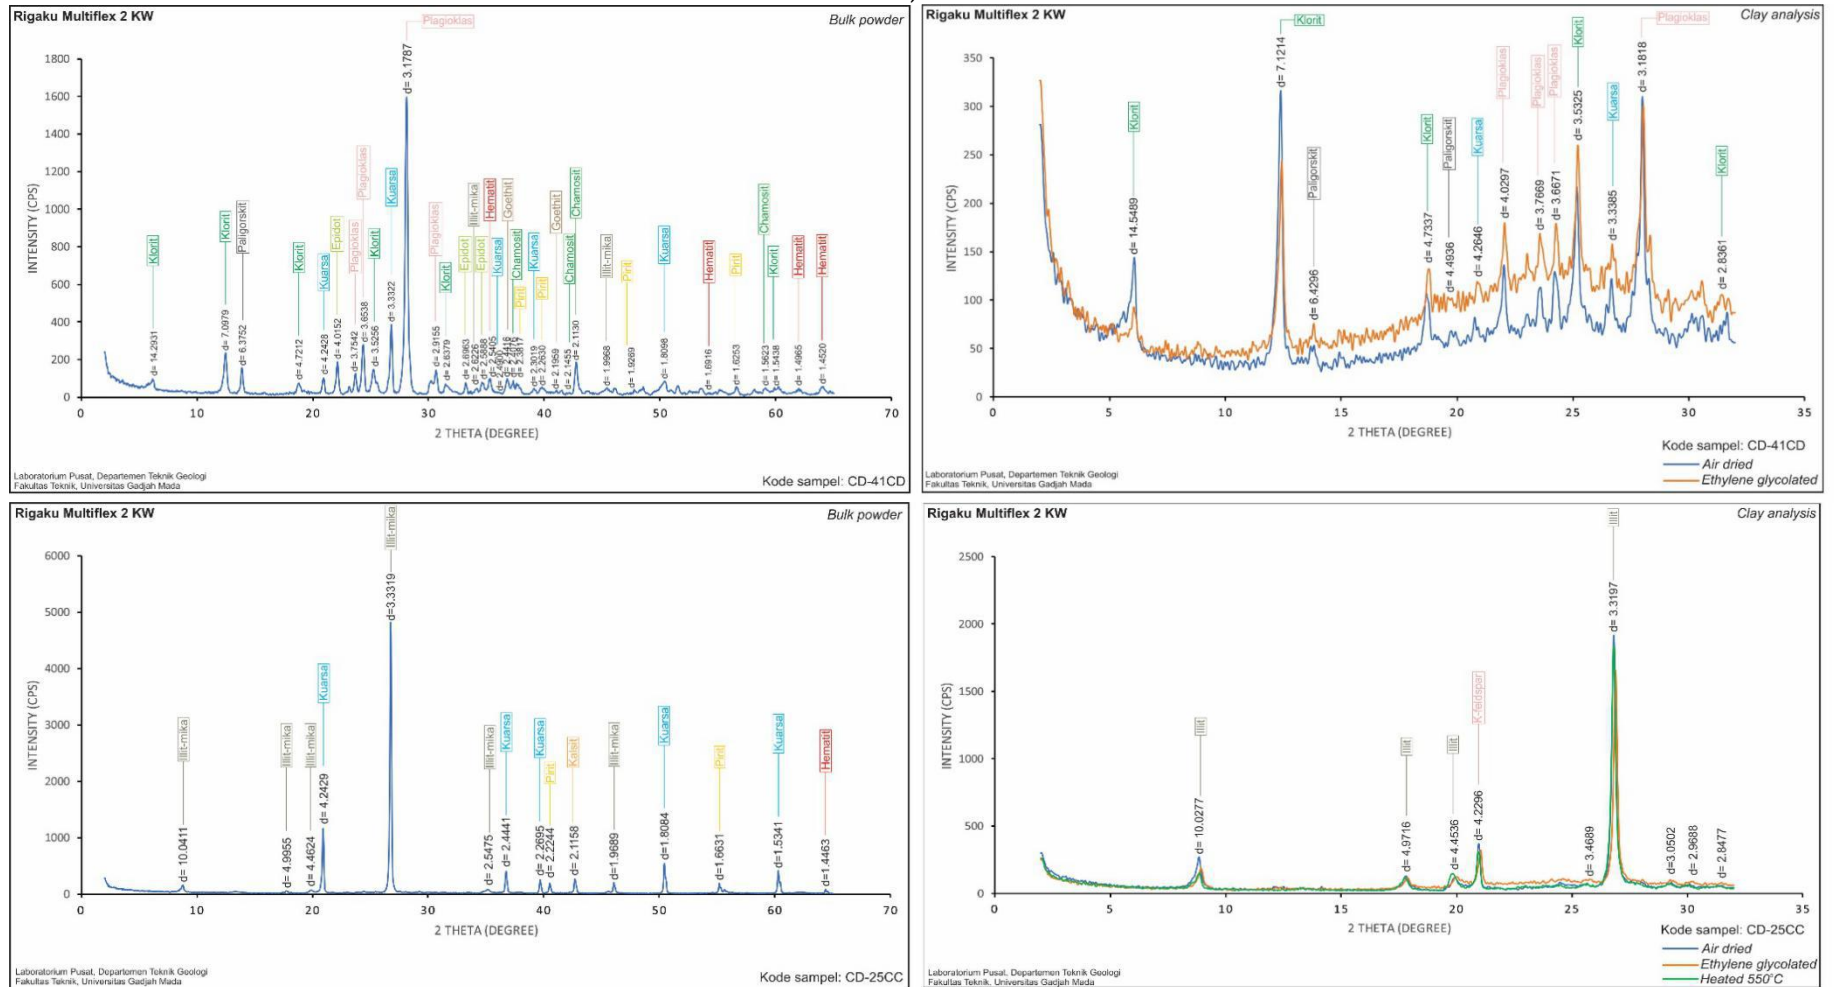 Rigaku Multiflex 2 KW
Bulk powder
Plagioklas
INTENSITY (CPS)
1800
1600
1400
1200
1000
800
600
400
200
0
Klorit
Klorit
Paligorskit
Klorit
Kuarsa
Epidot
Plagioklas
Plagioklas
Klorit
Kuarsa
Plagioklas
Klorit
Epidot
Illit-mika
Epidot
Hematit
Kuarsa
Goethit
Chamosit
Pirit
Kuarsa
Pirit
Goethit
Chamosit
Chamosit
Illit-mika
Pirit
Kuarsa
Hematit
Pirit
Chamosit
Klorit
Hematit
Hematit
d= 14.2931
d= 7.0979
d= 6.3752
d= 4.7212
d= 4.2428
d= 4.0152
d= 3.7542
d= 3.6538
d= 3.5256
d= 3.3322
d= 3.1787
d= 2.9155
d= 2.6963
d= 2.6226
d= 2.5888
d= 2.5405
d= 2.4900
d= 2.3817
d= 2.3019
d= 2.2630
d= 2.1959
d= 2.1455
d= 2.1130
d= 1.9968
d= 1.9269
d= 1.8098
d= 1.6916
d= 1.6253
d= 1.5623
d= 1.5438
d= 1.4965
d= 1.4520
0 10 20 30 40 50 60 70
2 THETA (DEGREE)
Laboratorium Pusat, Departemen Teknik Geologi
Fakultas Teknik, Universitas Gadjah Mada
Kode sampel: CD-41CD
Rigaku Multiflex 2 KW
Clay analysis
INTENSITY (CPS)
350
300
250
200
150
100
50
0
Klorit
Klorit
Paligorskit
Klorit
Paligorskit
Kuarsa
Plagioklas
Plagioklas
Plagioklas
Klorit
Kuarsa
Plagioklas
Klorit
d= 14.5489
d= 7.1214
d= 6.4296
d= 4.7337
d= 4.4936
d= 4.2646
d= 4.0297
d= 3.7669
d= 3.6671
d= 3.5325
d= 3.3385
d= 3.1818
d= 2.8361
0 5 10 15 20 25 30 35
2 THETA (DEGREE)
Kode sampel: CD-41CD
Air dried
Ethylene glycolated
Laboratorium Pusat, Departemen Teknik Geologi
Fakultas Teknik, Universitas Gadjah Mada
Rigaku Multiflex 2 KW
Bulk powder
INTENSITY (CPS)
6000
5000
4000
3000
2000
1000
0
Illit-mika
Illit-mika
Illit-mika
Kuarsa
Illit-mika
Illit-mika
Kuarsa
Kuarsa
Pirit
Kalsit
Illit-mika
Kuarsa
Pirit
Kuarsa
Hematit
d= 10.0411
d= 4.9955
d= 4.4624
d= 4.2429
d=3.3319
d= 2.5475
d= 2.4441
d= 2.2695
d= 2.2244
d= 2.1158
d= 1.9689
d=1.8084
d=1.6631
d=1.5341
d=1.4463
0 10 20 30 40 50 60 70
2 THETA (DEGREE)
Laboratorium Pusat, Departemen Teknik Geologi
Fakultas Teknik, Universitas Gadjah Mada
Kode sampel: CD-25CC
Rigaku Multiflex 2 KW
Clay analysis
INTENSITY (CPS)
2500
2000
1500
1000
500
0
Illit
Illit
Illit
K-feldspar
Illit
d= 10.0277
d= 4.9716
d= 4.4536
d= 4.2296
d= 3.4689
d= 3.3197
d=3.0502
d= 2.9688
d= 2.8477
0 5 10 15 20 25 30 35
2 THETA (DEGREE)
Kode sampel: CD-25CC
Air dried
Ethylene glycolated
Heated 550°C
Laboratorium Pusat, Departemen Teknik Geologi
Fakultas Teknik, Universitas Gadjah Mada